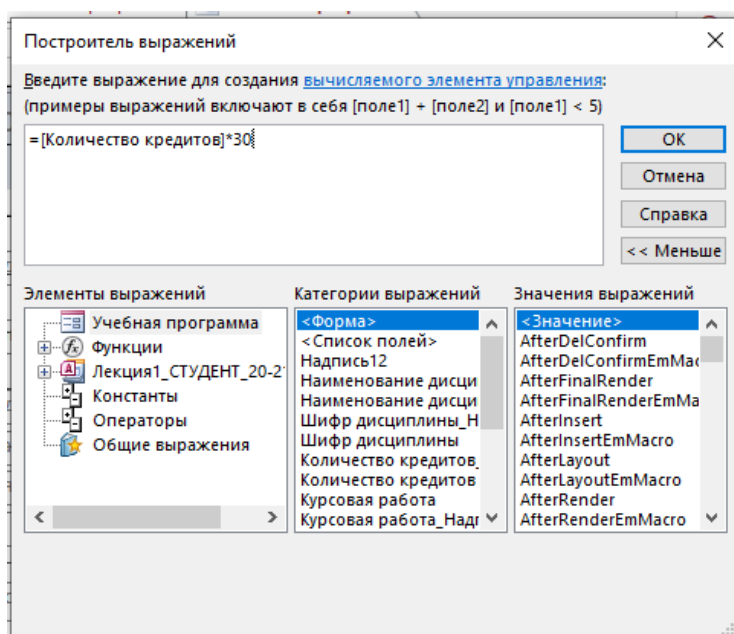 Построитель выражений
Введите выражение для создания вычисляемого элемента управления:
(примеры выражений включают в себя [поле1] + [поле2] и [поле1] < 5)
=[Количество кредитов]*30
OK
Отмена
Справка
<< Меньше
Элементы выражений
Учебная программа
Функции
Лекция1_СТУДЕНТ_20-2
Константы
Операторы
Общие выражения
Категории выражений
<Форма>
<Список полей>
Надпись12
Наименование дисци
Наименование дисци
Шифр дисциплины_Н
Шифр дисциплины
Количество кредитов_
Количество кредитов
Курсовая работа
Курсовая работа_Надг
Значения выражений
<Значение>
AfterDelConfirm
AfterDelConfirmEmMac
AfterFinalRender
AfterFinalRenderEmMa
AfterInsert
AfterInsertEmMacro
AfterLayout
AfterLayoutEmMacro
AfterRender
AfterRenderEmMacro